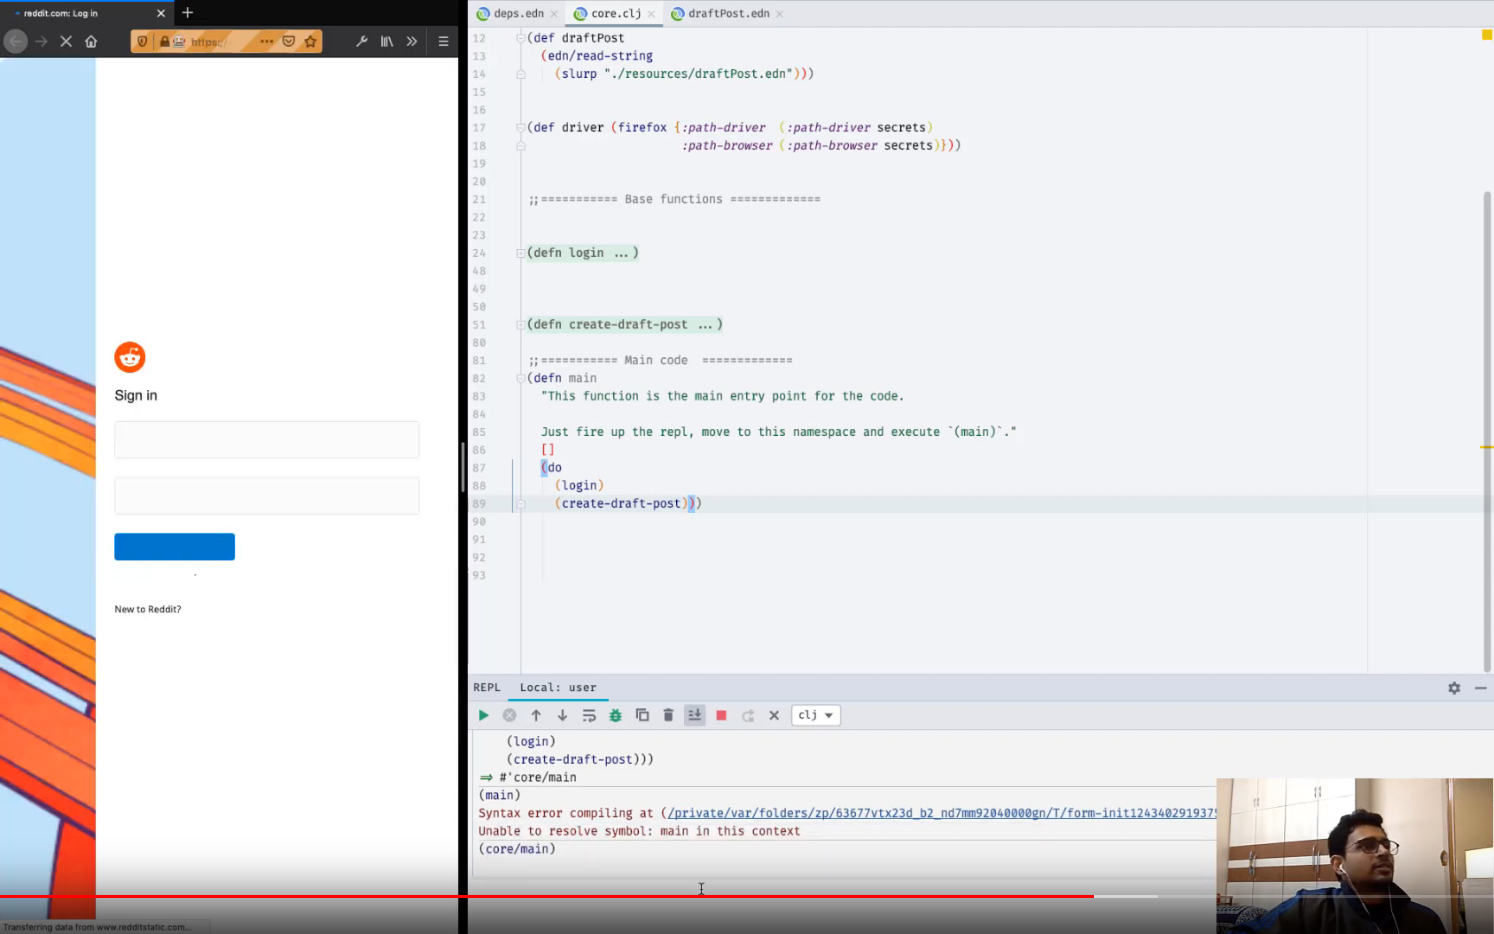 reddit.com: Log in
https:/
Sign in
New to Reddit?
Transferring data from www.redditstatic.com...
deps.edn
core.clj
draftPost.edn
12 (def draftPost
13 (edn/read-string
14 (slurp "./resources/draftPost.edn")))
15
16
17 (def driver (firefox {:path-driver (:path-driver secrets)
18 :path-browser (:path-browser secrets)}))
19
20
21 ;;=========== Base functions =============
22
23
24 (defn login ...)
48
49
50
51 (defn create-draft-post ...)
80
81 ;;=========== Main code =============
82 (defn main
83 "This function is the main entry point for the code.
84
85 Just fire up the repl, move to this namespace and execute `(main)`."
86 []
87 (do
88 (login)
89 (create-draft-post)))
90
91
92
93
REPL Local: user
clj
(login)
(create-draft-post)))
=> #'core/main
(main)
Syntax error compiling at (/private/var/folders/zp/63677vtx23d_b2_nd7mm92040000gn/T/form-init124340291937
Unable to resolve symbol: main in this context
(core/main)